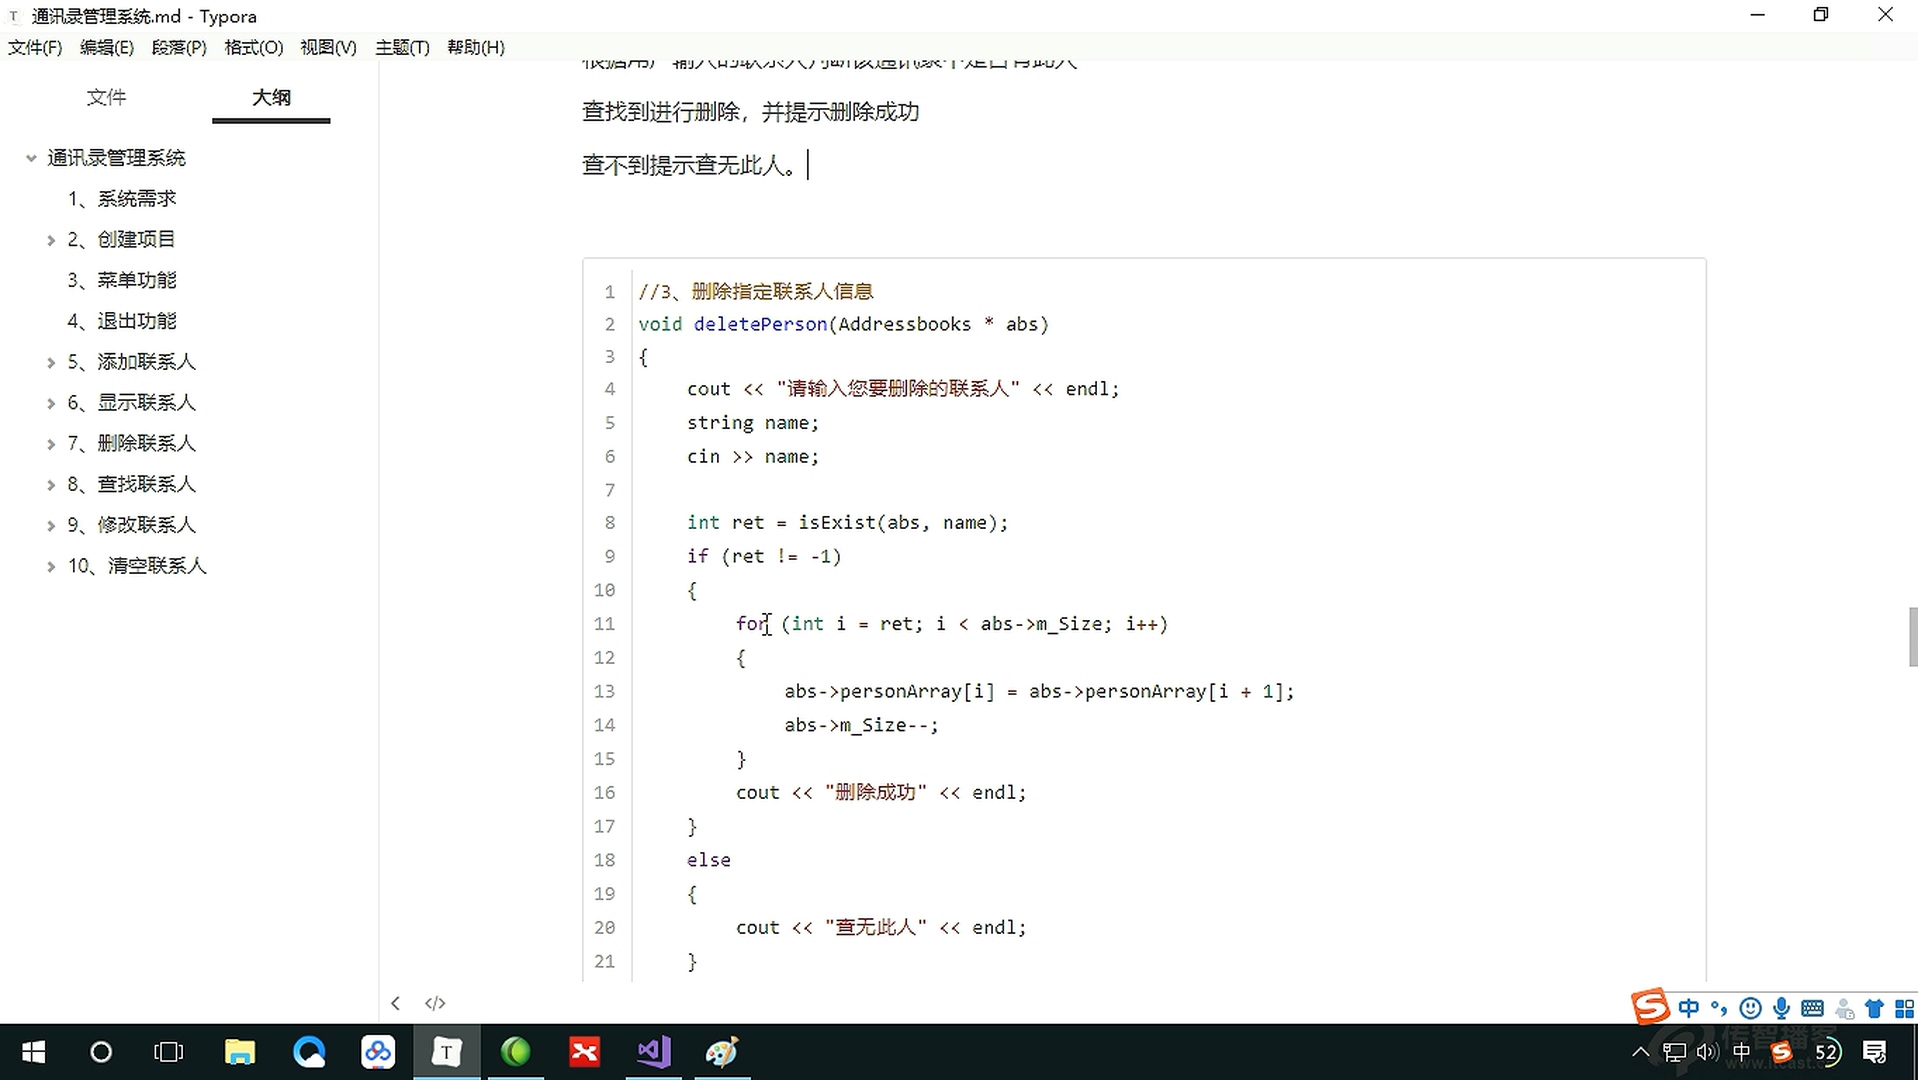 通讯录管理系统.md - Typora
文件(F) 编辑(E) 段落(P) 格式(O) 视图(V) 主题(T) 帮助(H)
文件 大纲
通讯录管理系统
1、系统需求
2、创建项目
3、菜单功能
4、退出功能
5、添加联系人
6、显示联系人
7、删除联系人
8、查找联系人
9、修改联系人
10、清空联系人
查找到进行删除，并提示删除成功
查不到提示查无此人。
1 //3、删除指定联系人信息
2 void deletePerson(Addressbooks * abs)
3 {
4 cout << "请输入您要删除的联系人" << endl;
5 string name;
6 cin >> name;
7
8 int ret = isExist(abs, name);
9 if (ret != -1)
10 {
11 for (int i = ret; i < abs->m_Size; i++)
12 {
13 abs->personArray[i] = abs->personArray[i + 1];
14 abs->m_Size--;
15 }
16 cout << "删除成功" << endl;
17 }
18 else
19 {
20 cout << "查无此人" << endl;
21 }
中
中 52